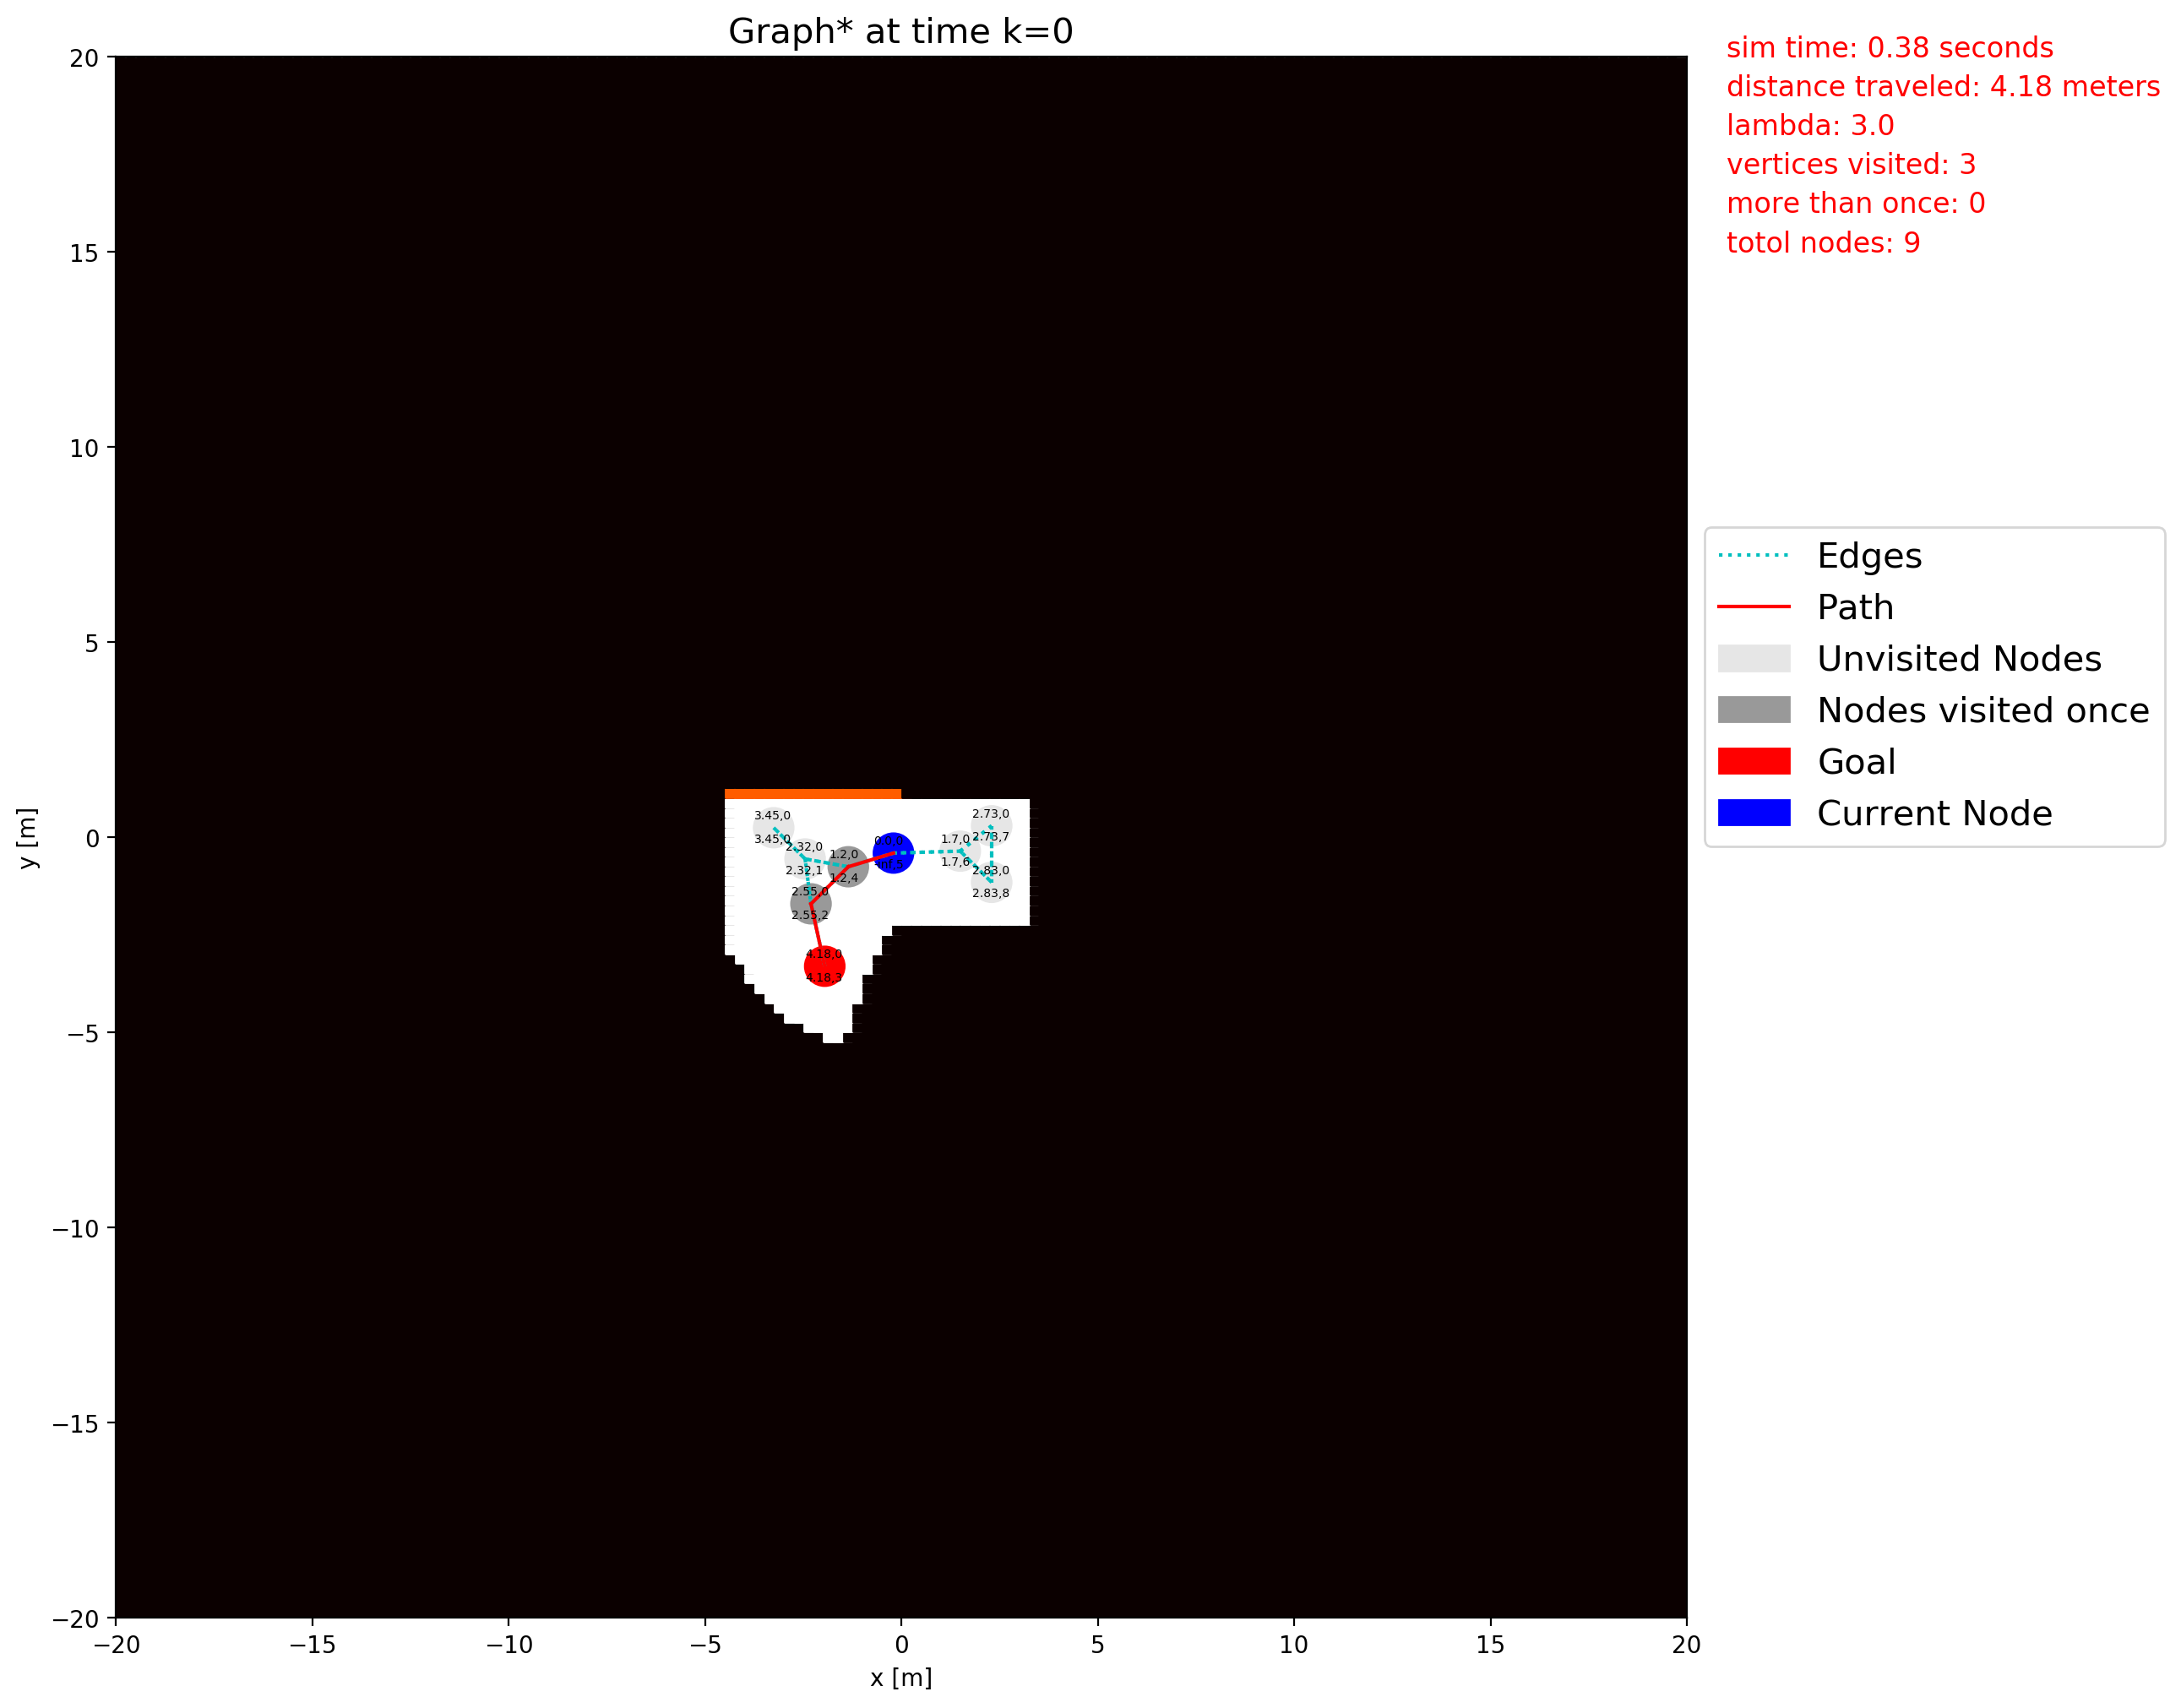 Graph* at time k=0
sim time: 0.38 seconds
distance traveled: 4.18 meters
lambda: 3.0
vertices visited: 3
more than once: 0
totol nodes: 9
Edges
Path
Unvisited Nodes
Nodes visited once
Goal
Current Node
y [m]
20
15
10
5
0
−5
−10
−15
−20
3.45,0
3.45,0
2.32,0
2.32,1
1.2,0
1.2,4
0.0,0
2.55,0
2.55,2
4.18,0
4.18,3
1.7,0
1.7,6
2.73,0
2.73,7
2.83,0
2.83,8
−20
−15
−10
−5
0
5
10
15
20
x [m]